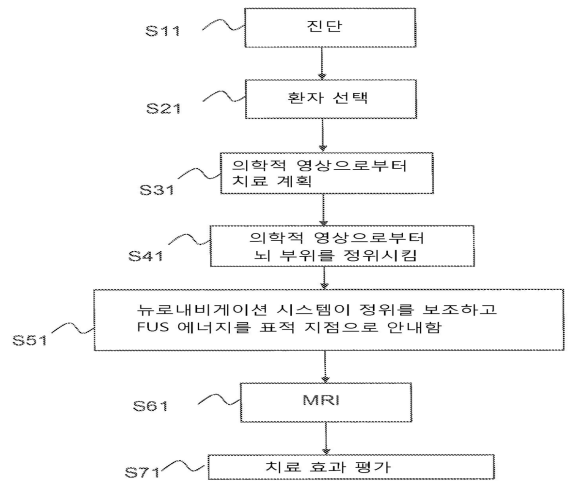 S11
진단
S21
환자 선택
S31
의학적 영상으로부터
치료 계획
S41
의학적 영상으로부터
뇌 부위를 정위시킴
S51
뉴로내비게이션 시스템이 정위를 보조하고
FUS 에너지를 표적 지점으로 안내함
S61
MRI
S71
치료 효과 평가